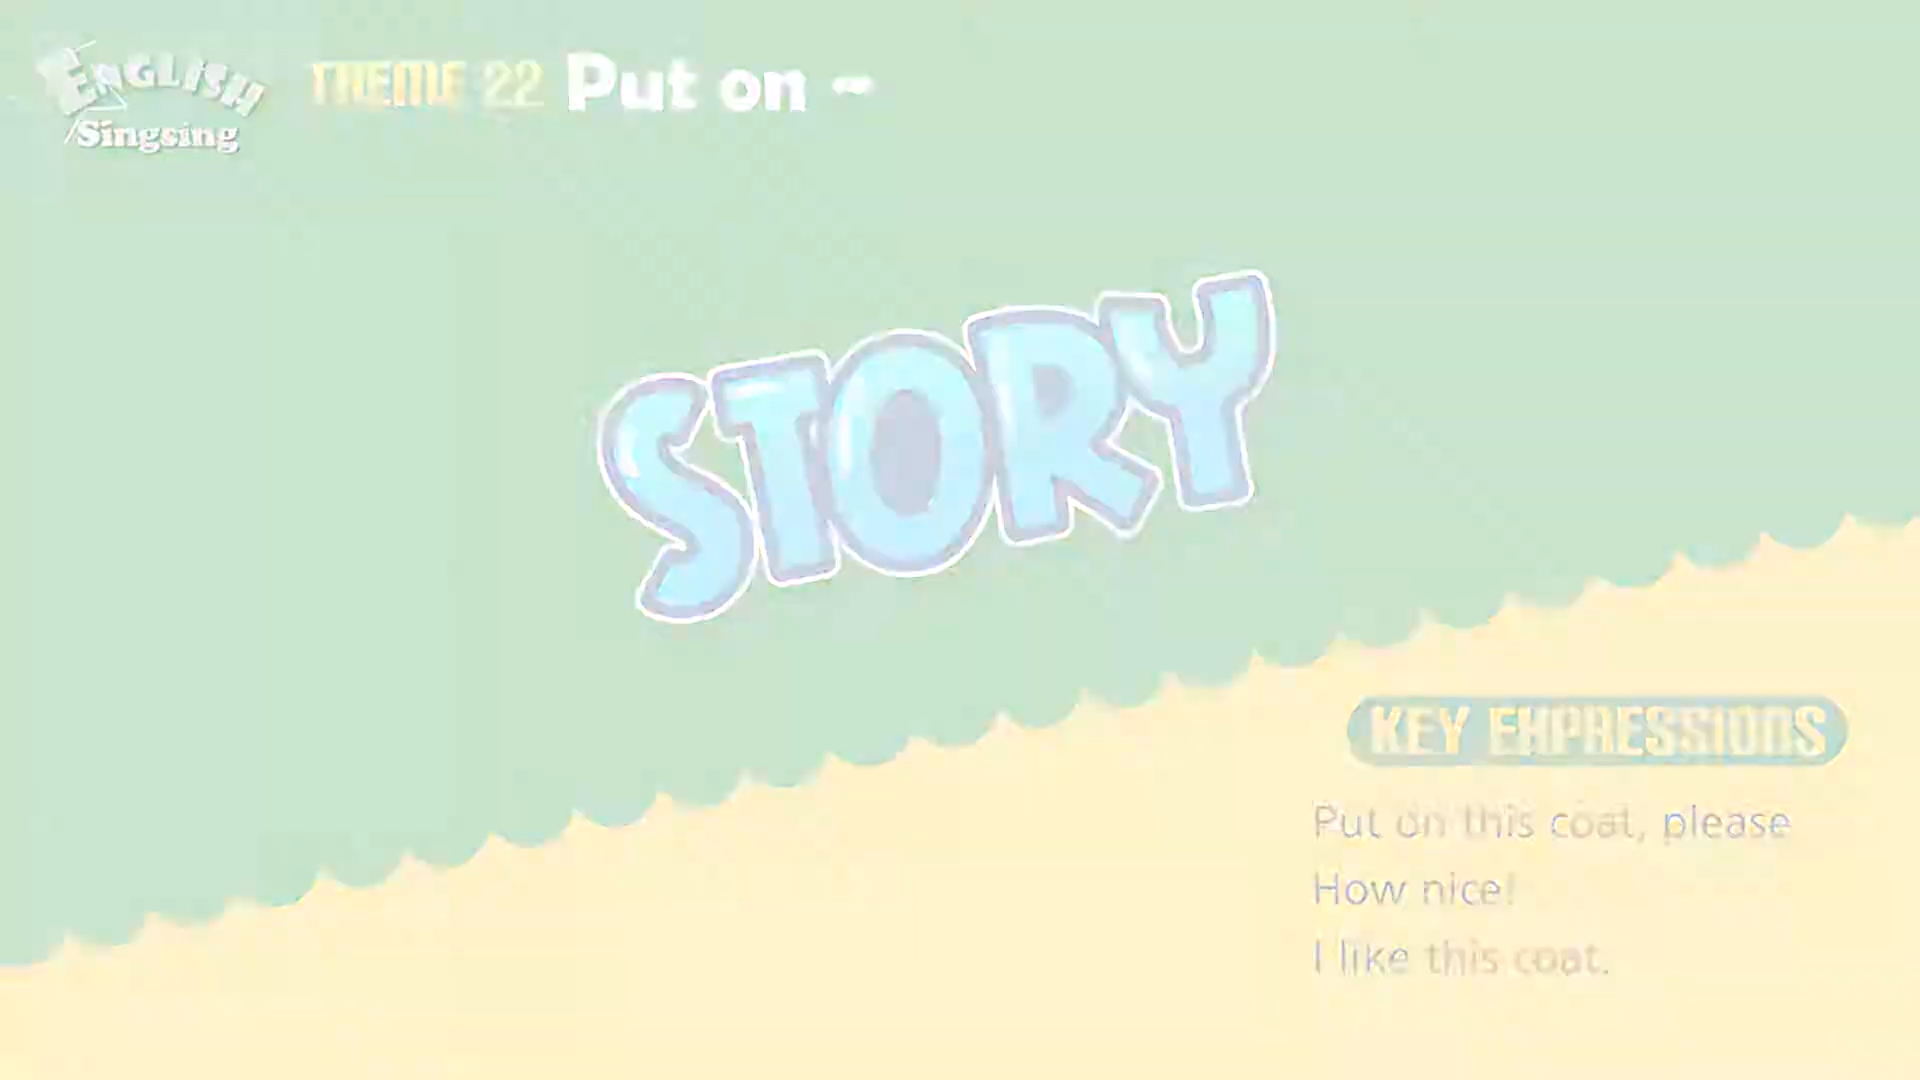 ENGLISH
Singsing
THEME 22 Put on ~
STORY
KEY EXPRESSIONS
Put on this coat, please
How nice!
I like this coat.